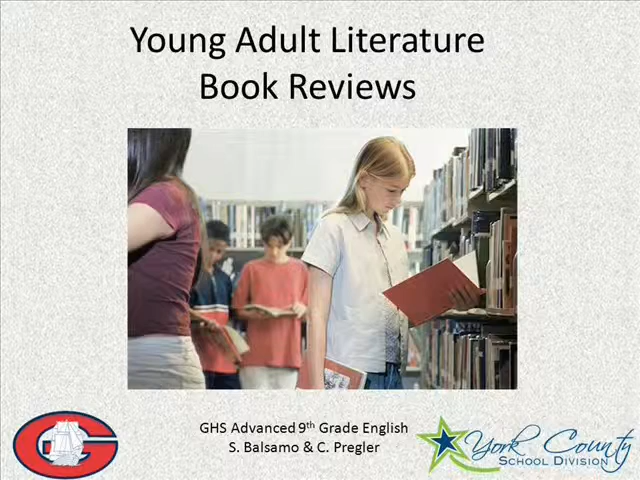 Young Adult Literature
Book Reviews
GHS Advanced 9th Grade English
S. Balsamo & C. Pregler
G
York County
SCHOOL DIVISION